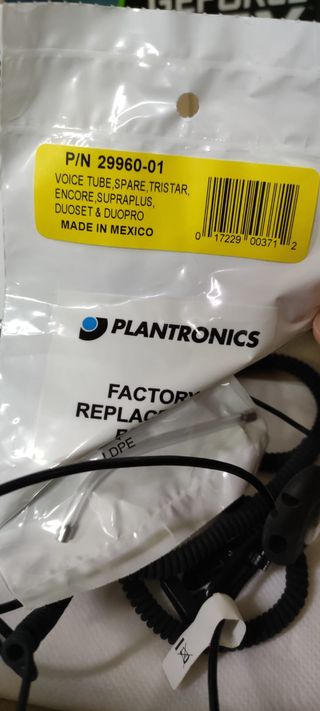 GEFORCE
P/N 29960-01
VOICE TUBE,SPARE,TRISTAR,
ENCORE,SUPRAPLUS,
DUOSET & DUOPRO
MADE IN MEXICO
0 17229 00371 2
PLANTRONICS
FACTORY
LDPE